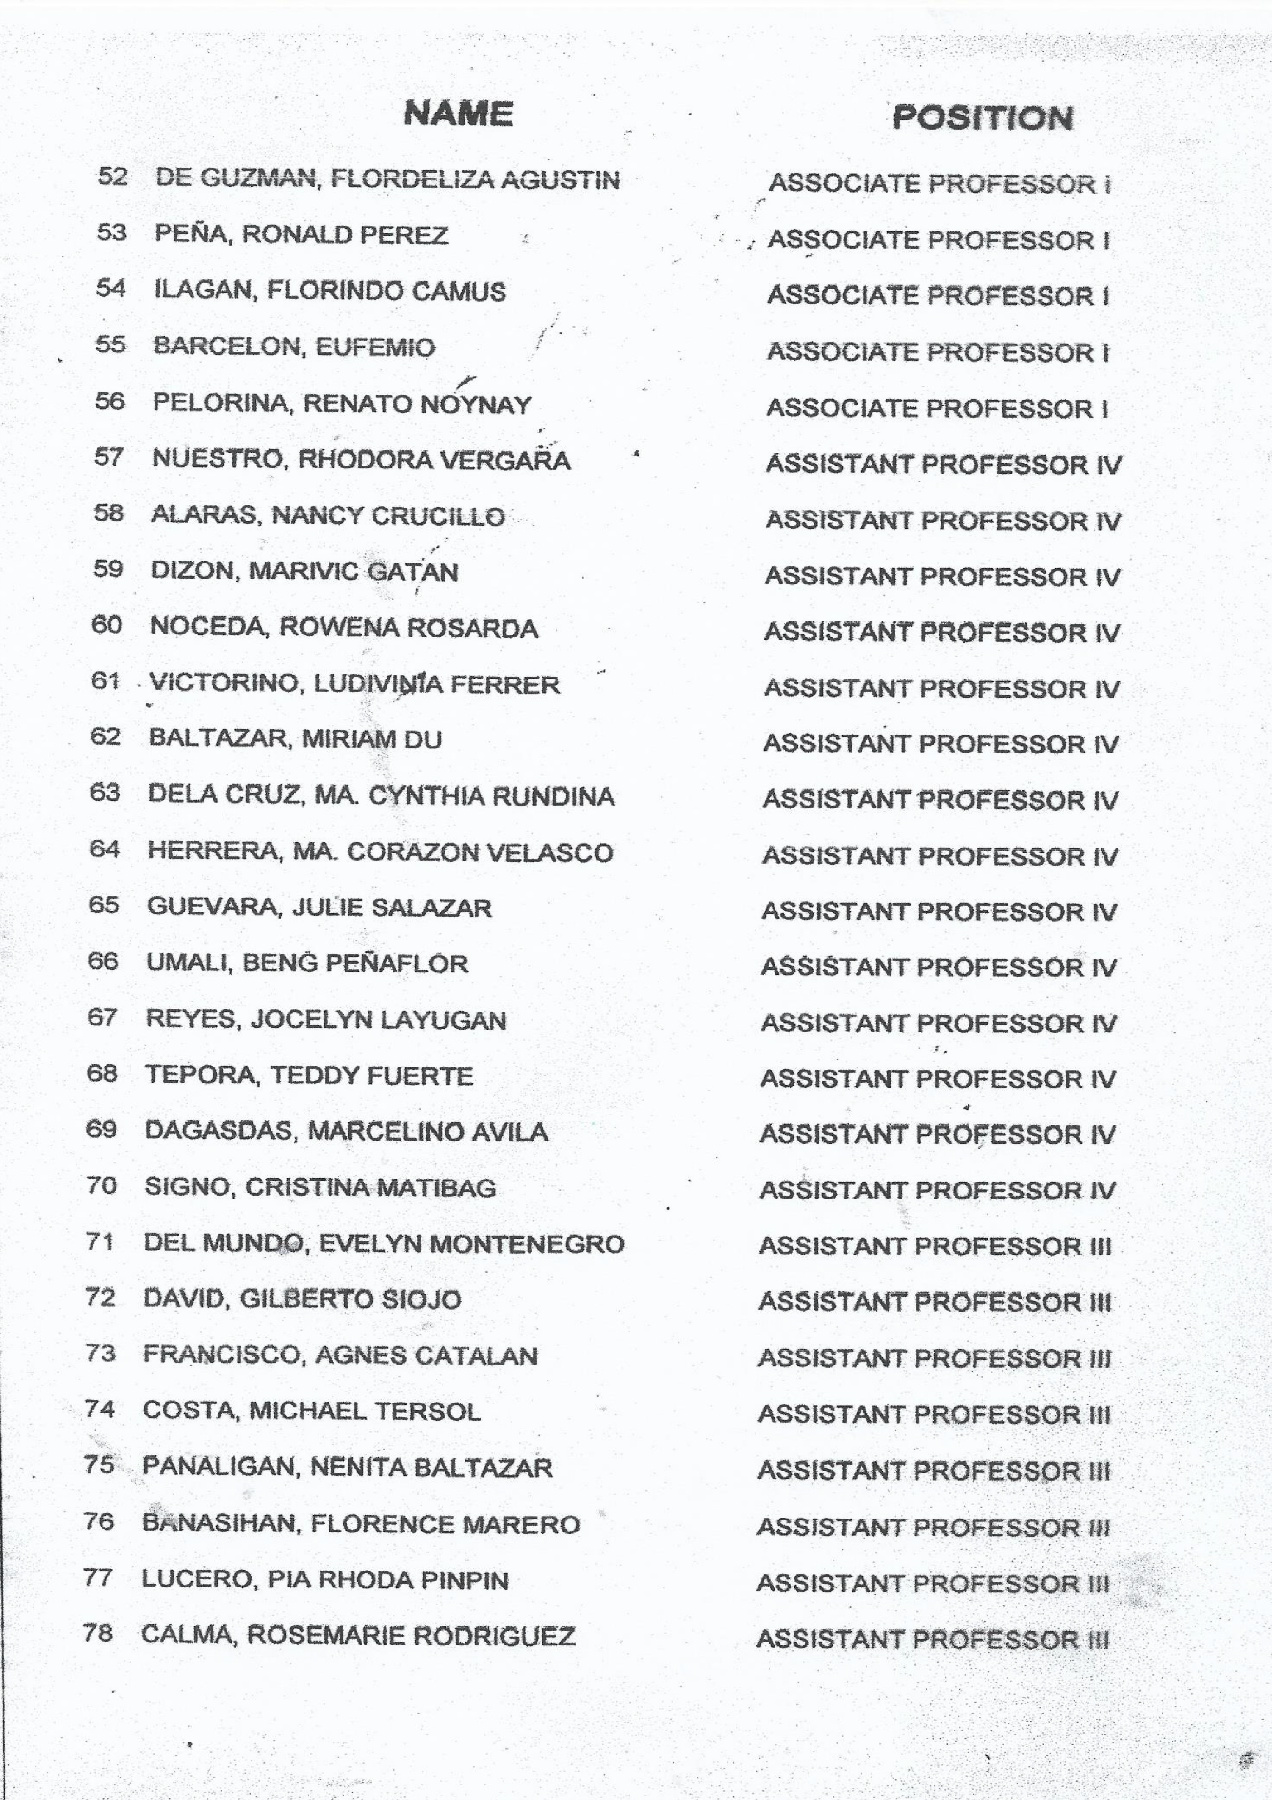 NAME POSITION
52 DE GUZMAN, FLORDELIZA AGUSTIN ASSOCIATE PROFESSOR I
53 PEÑA, RONALD PEREZ ASSOCIATE PROFESSOR I
54 ILAGAN, FLORINDO CAMUS ASSOCIATE PROFESSOR I
55 BARCELON, EUFEMIO ASSOCIATE PROFESSOR I
56 PELORINA, RENATO NOYNAY ASSOCIATE PROFESSOR I
57 NUESTRO, RHODORA VERGARA ASSISTANT PROFESSOR IV
58 ALARAS, NANCY CRUCILLO ASSISTANT PROFESSOR IV
59 DIZON, MARIVIC GATAN ASSISTANT PROFESSOR IV
60 NOCEDA, ROWENA ROSARDA ASSISTANT PROFESSOR IV
61 VICTORINO, LUDIVINIA FERRER ASSISTANT PROFESSOR IV
62 BALTAZAR, MIRIAM DU ASSISTANT PROFESSOR IV
63 DELA CRUZ, MA. CYNTHIA RUNDINA ASSISTANT PROFESSOR IV
64 HERRERA, MA. CORAZON VELASCO ASSISTANT PROFESSOR IV
65 GUEVARA, JULIE SALAZAR ASSISTANT PROFESSOR IV
66 UMALI, BENG PEÑAFLOR ASSISTANT PROFESSOR IV
67 REYES, JOCELYN LAYUGAN ASSISTANT PROFESSOR IV
68 TEPORA, TEDDY FUERTE ASSISTANT PROFESSOR IV
69 DAGASDAS, MARCELINO AVILA ASSISTANT PROFESSOR IV
70 SIGNO, CRISTINA MATIBAG ASSISTANT PROFESSOR IV
71 DEL MUNDO, EVELYN MONTENEGRO ASSISTANT PROFESSOR III
72 DAVID, GILBERTO SIOJO ASSISTANT PROFESSOR III
73 FRANCISCO, AGNES CATALAN ASSISTANT PROFESSOR III
74 COSTA, MICHAEL TERSOL ASSISTANT PROFESSOR III
75 PANALIGAN, NENITA BALTAZAR ASSISTANT PROFESSOR III
76 BANASIHAN, FLORENCE MARERO ASSISTANT PROFESSOR III
77 LUCERO, PIA RHODA PINPIN ASSISTANT PROFESSOR III
78 CALMA, ROSEMARIE RODRIGUEZ ASSISTANT PROFESSOR III